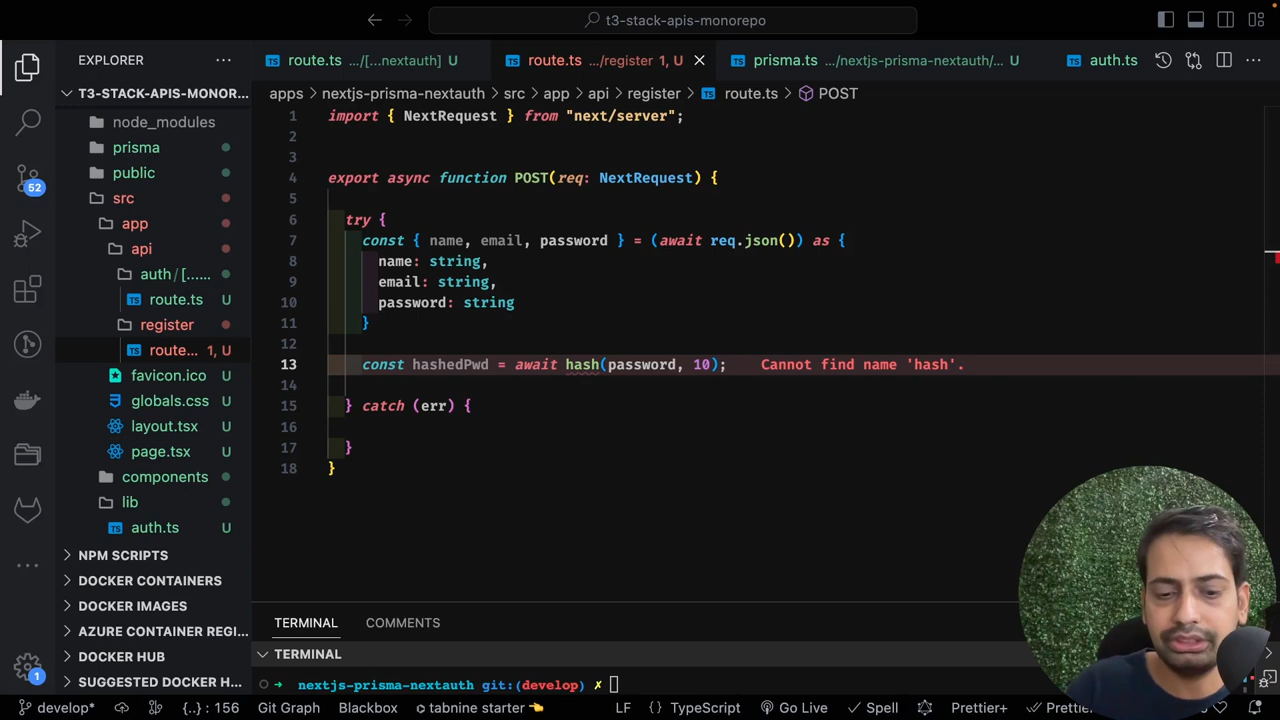 t3-stack-apis-monorepo
EXPLORER
route.ts .../[...nextauth] U
route.ts .../register 1, U
prisma.ts .../nextjs-prisma-nextauth/... U
auth.ts
T3-STACK-APIS-MONOR...
apps > nextjs-prisma-nextauth > src > app > api > register > route.ts > POST
node_modules
prisma
public
src
app
api
auth/[......
route.ts U
register
route... 1, U
favicon.ico U
globals.css U
layout.tsx U
page.tsx U
components
lib
auth.ts U
NPM SCRIPTS
DOCKER CONTAINERS
DOCKER IMAGES
AZURE CONTAINER REGI...
DOCKER HUB
SUGGESTED DOCKER H...
52
1
1 import { NextRequest } from "next/server";
2
3
4 export async function POST(req: NextRequest) {
5
6 try {
7 const { name, email, password } = (await req.json()) as {
8 name: string,
9 email: string,
10 password: string
11 }
12
13 const hashedPwd = await hash(password, 10); Cannot find name 'hash'.
14
15 } catch (err) {
16
17 }
18 }
TERMINAL
COMMENTS
TERMINAL
➜ nextjs-prisma-nextauth git:(develop) ✗
develop*
{..} : 156
Git Graph
Blackbox
tabnine starter
LF
{} TypeScript
Go Live
Spell
Prettier+
Prettier+